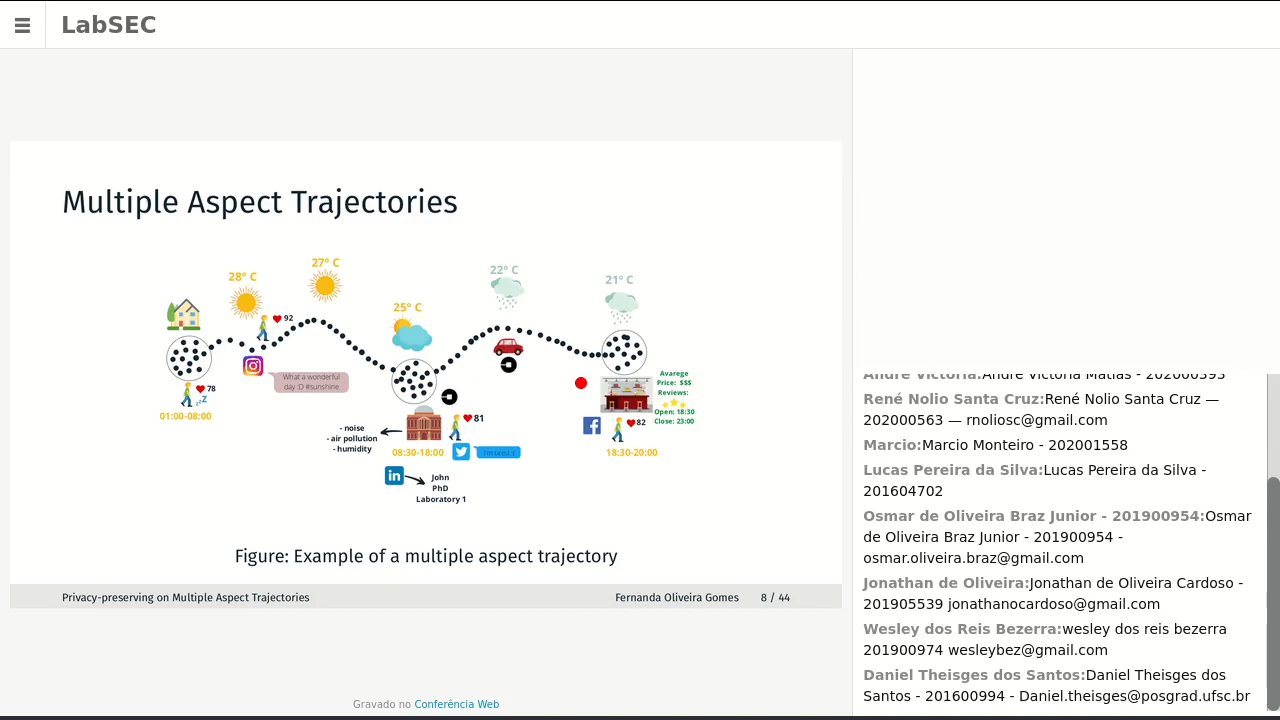 LabSEC
Multiple Aspect Trajectories
28° C
27° C
25° C
22° C
21° C
92
What a wonderful
day :D #sunshine
78
01:00-08:00
- noise
- air pollution
- humidity
81
08:30-18:00
John
PhD
Laboratory 1
Avarege
Price: $$$
Reviews:
Open: 18:30
Close: 23:00
82
18:30-20:00
Figure: Example of a multiple aspect trajectory
Privacy-preserving on Multiple Aspect Trajectories
Fernanda Oliveira Gomes
8 / 44
Gravado no Conferência Web
René Nolio Santa Cruz:René Nolio Santa Cruz —
202000563 — rnoliosc@gmail.com
Marcio:Marcio Monteiro - 202001558
Lucas Pereira da Silva:Lucas Pereira da Silva -
201604702
Osmar de Oliveira Braz Junior - 201900954:Osmar
de Oliveira Braz Junior - 201900954 -
osmar.oliveira.braz@gmail.com
Jonathan de Oliveira:Jonathan de Oliveira Cardoso -
201905539 jonathanocardoso@gmail.com
Wesley dos Reis Bezerra:wesley dos reis bezerra
201900974 wesleybez@gmail.com
Daniel Theisges dos Santos:Daniel Theisges dos
Santos - 201600994 - Daniel.theisges@posgrad.ufsc.br